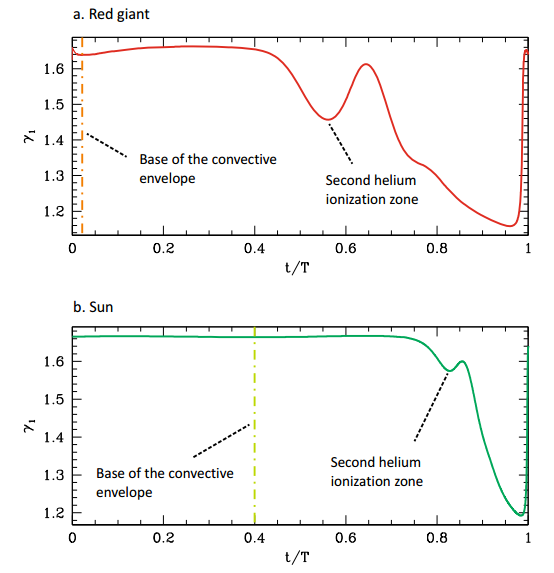 a. Red giant
1.6
1.5
1.4
1.3
1.2
γ₁
Base of the convective
envelope
Second helium
ionization zone
0 0.2 0.4 0.6 0.8 1
t/T
b. Sun
1.6
1.5
1.4
1.3
1.2
γ₁
Base of the convective
envelope
Second helium
ionization zone
0 0.2 0.4 0.6 0.8 1
t/T